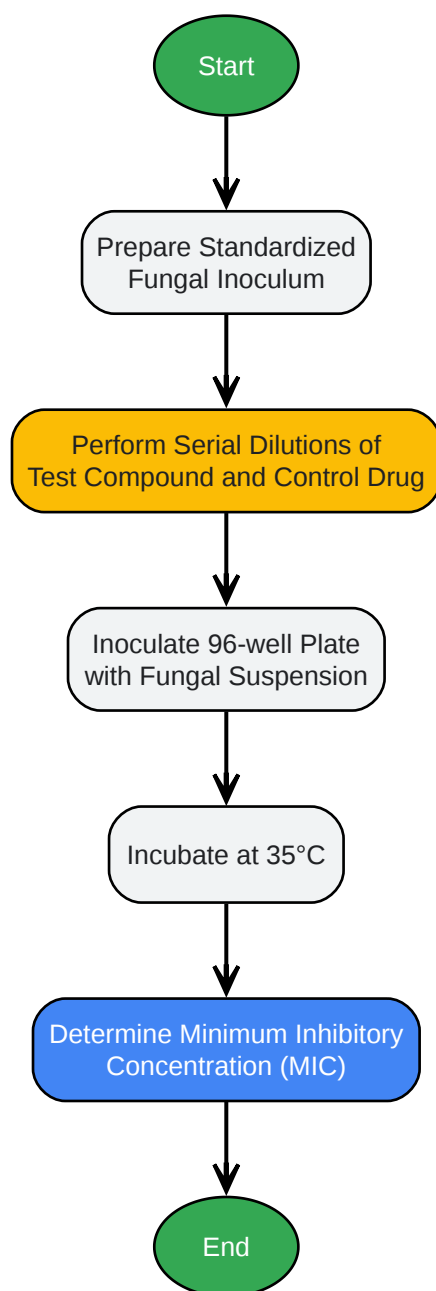 Start
Prepare Standardized
Fungal Inoculum
Perform Serial Dilutions of
Test Compound and Control Drug
Inoculate 96-well Plate
with Fungal Suspension
Incubate at 35°C
Determine Minimum Inhibitory
Concentration (MIC)
End